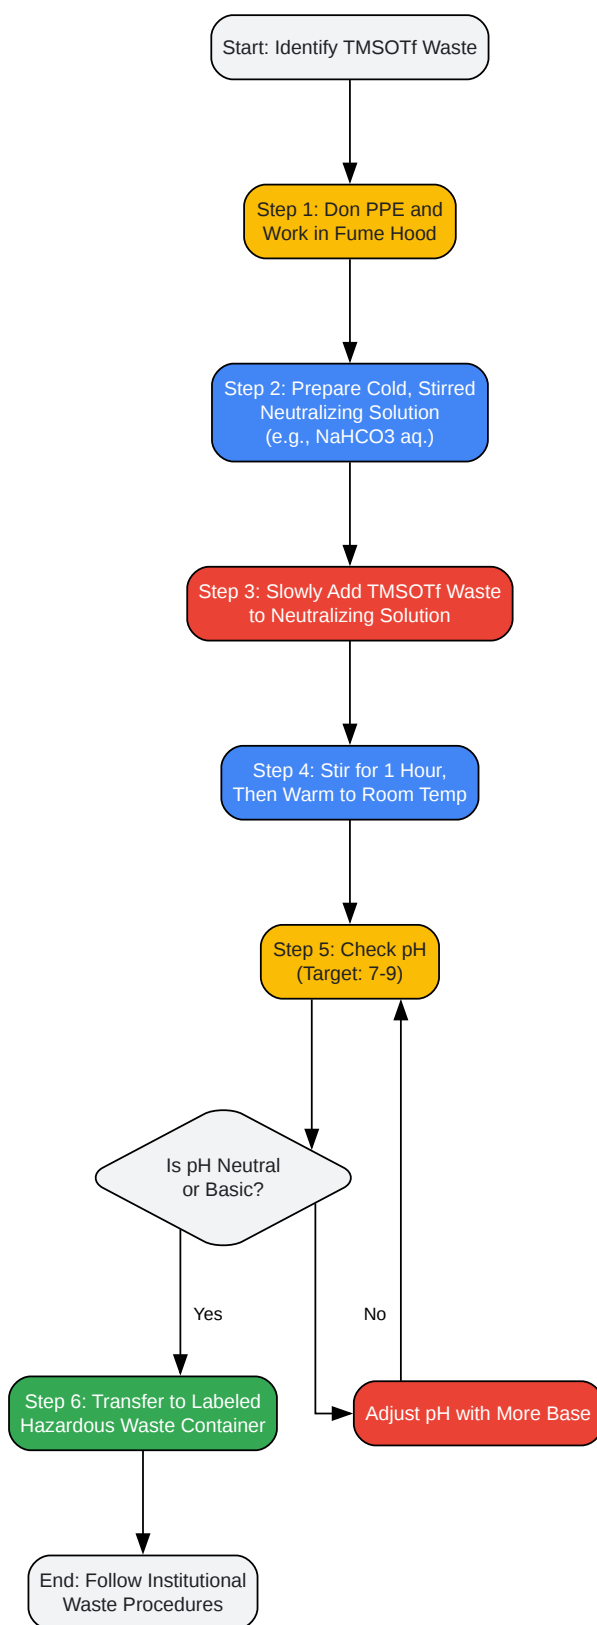 Start: Identify TMSOTf Waste
Step 1: Don PPE and
Work in Fume Hood
Step 2: Prepare Cold, Stirred
Neutralizing Solution
(e.g., NaHCO3 aq.)
Step 3: Slowly Add TMSOTf Waste
to Neutralizing Solution
Step 4: Stir for 1 Hour,
Then Warm to Room Temp
Step 5: Check pH
(Target: 7-9)
Is pH Neutral
or Basic?
Yes
No
Step 6: Transfer to Labeled
Hazardous Waste Container
Adjust pH with More Base
End: Follow Institutional
Waste Procedures